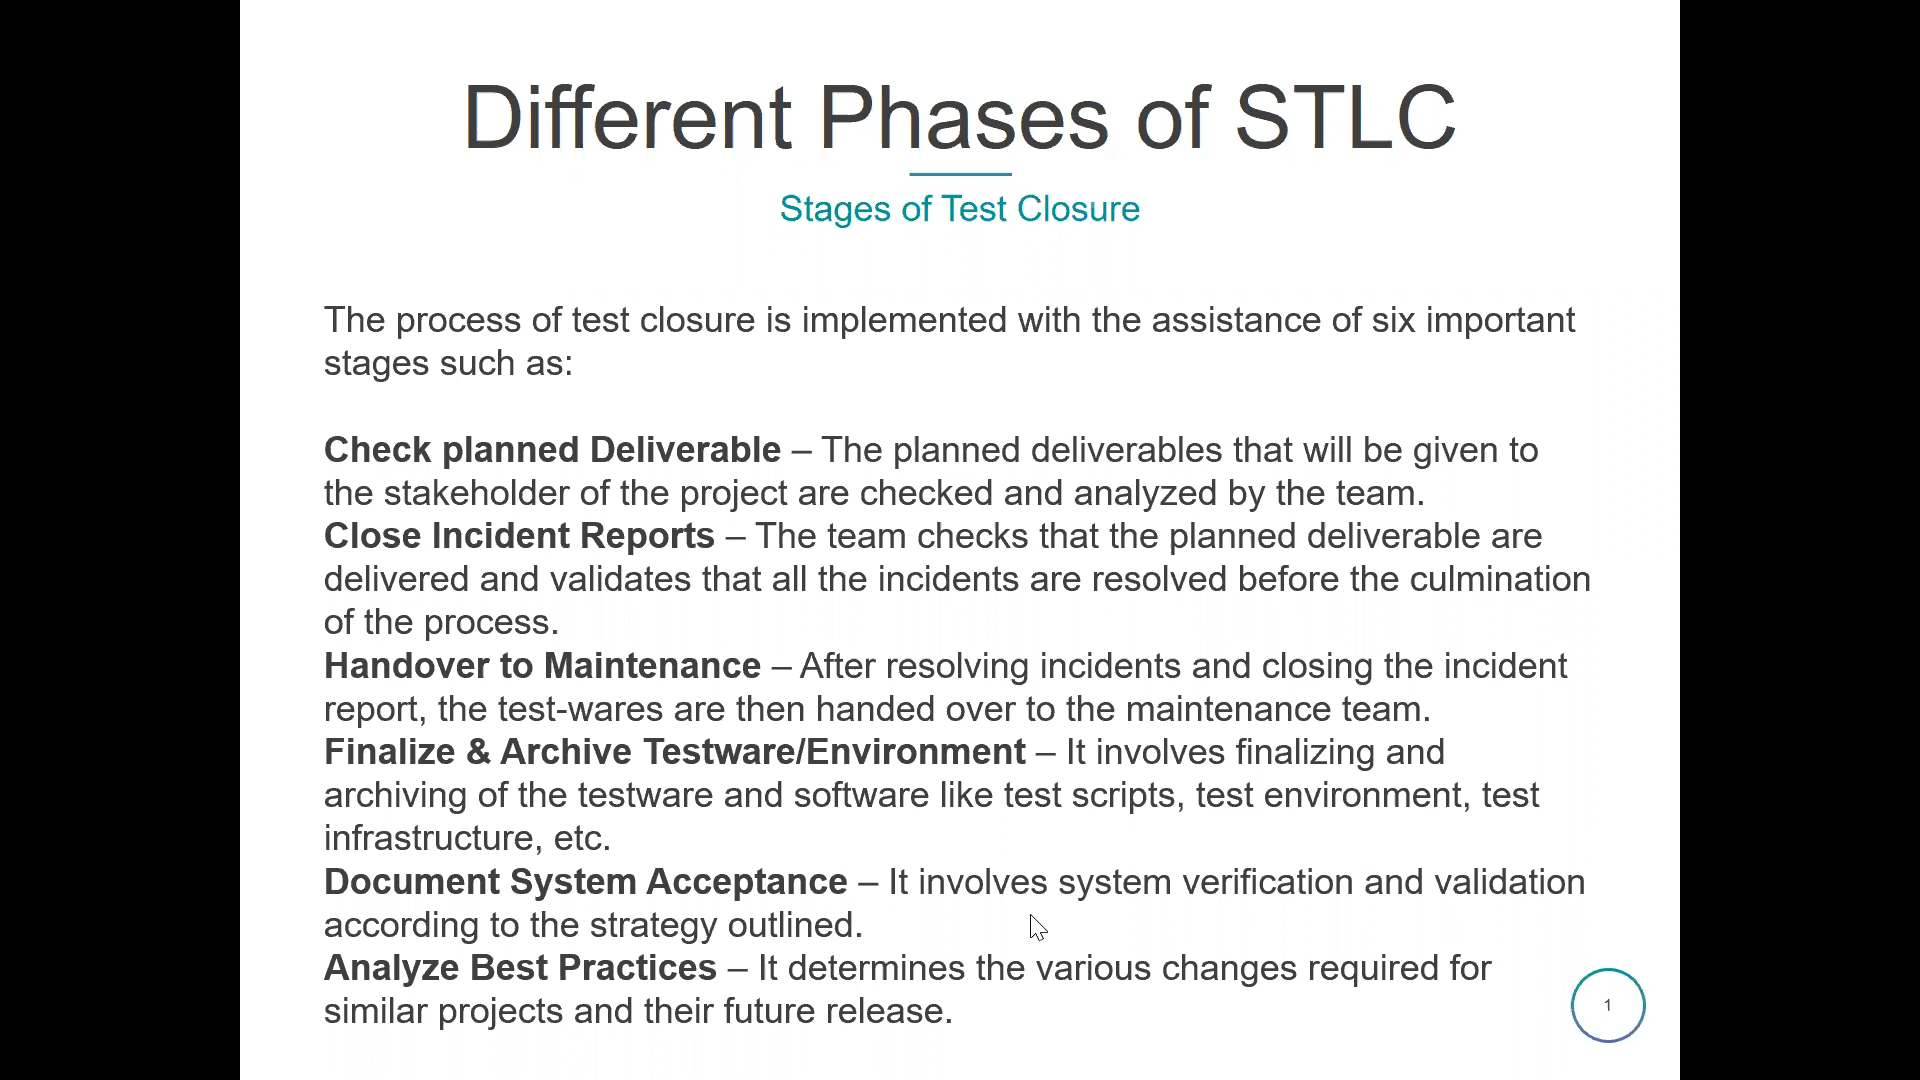 Different Phases of STLC
Stages of Test Closure
The process of test closure is implemented with the assistance of six important
stages such as:
Check planned Deliverable – The planned deliverables that will be given to
the stakeholder of the project are checked and analyzed by the team.
Close Incident Reports – The team checks that the planned deliverable are
delivered and validates that all the incidents are resolved before the culmination
of the process.
Handover to Maintenance – After resolving incidents and closing the incident
report, the test-wares are then handed over to the maintenance team.
Finalize & Archive Testware/Environment – It involves finalizing and
archiving of the testware and software like test scripts, test environment, test
infrastructure, etc.
Document System Acceptance – It involves system verification and validation
according to the strategy outlined.
Analyze Best Practices – It determines the various changes required for
similar projects and their future release.
1